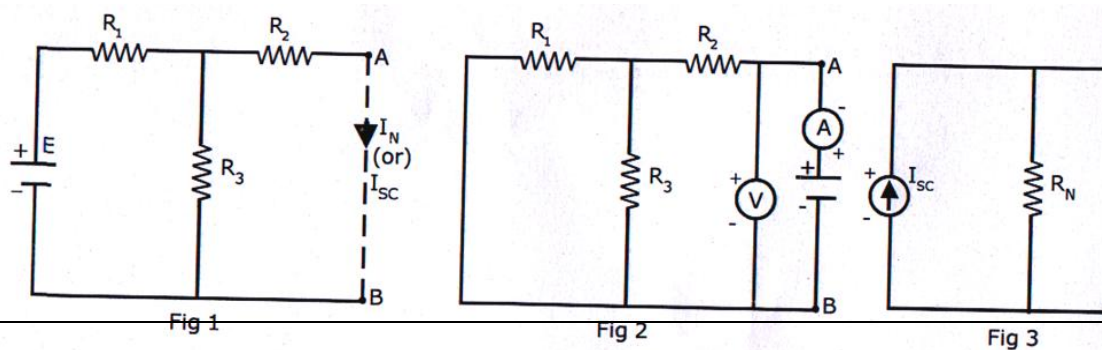 R1
R2
A
+
E
-
R3
IN
(or)
ISC
B
Fig 1
R1
R2
A
-
A
+
R3
+
V
-
+
-
B
Fig 2
+
ISC
-
RN
Fig 3